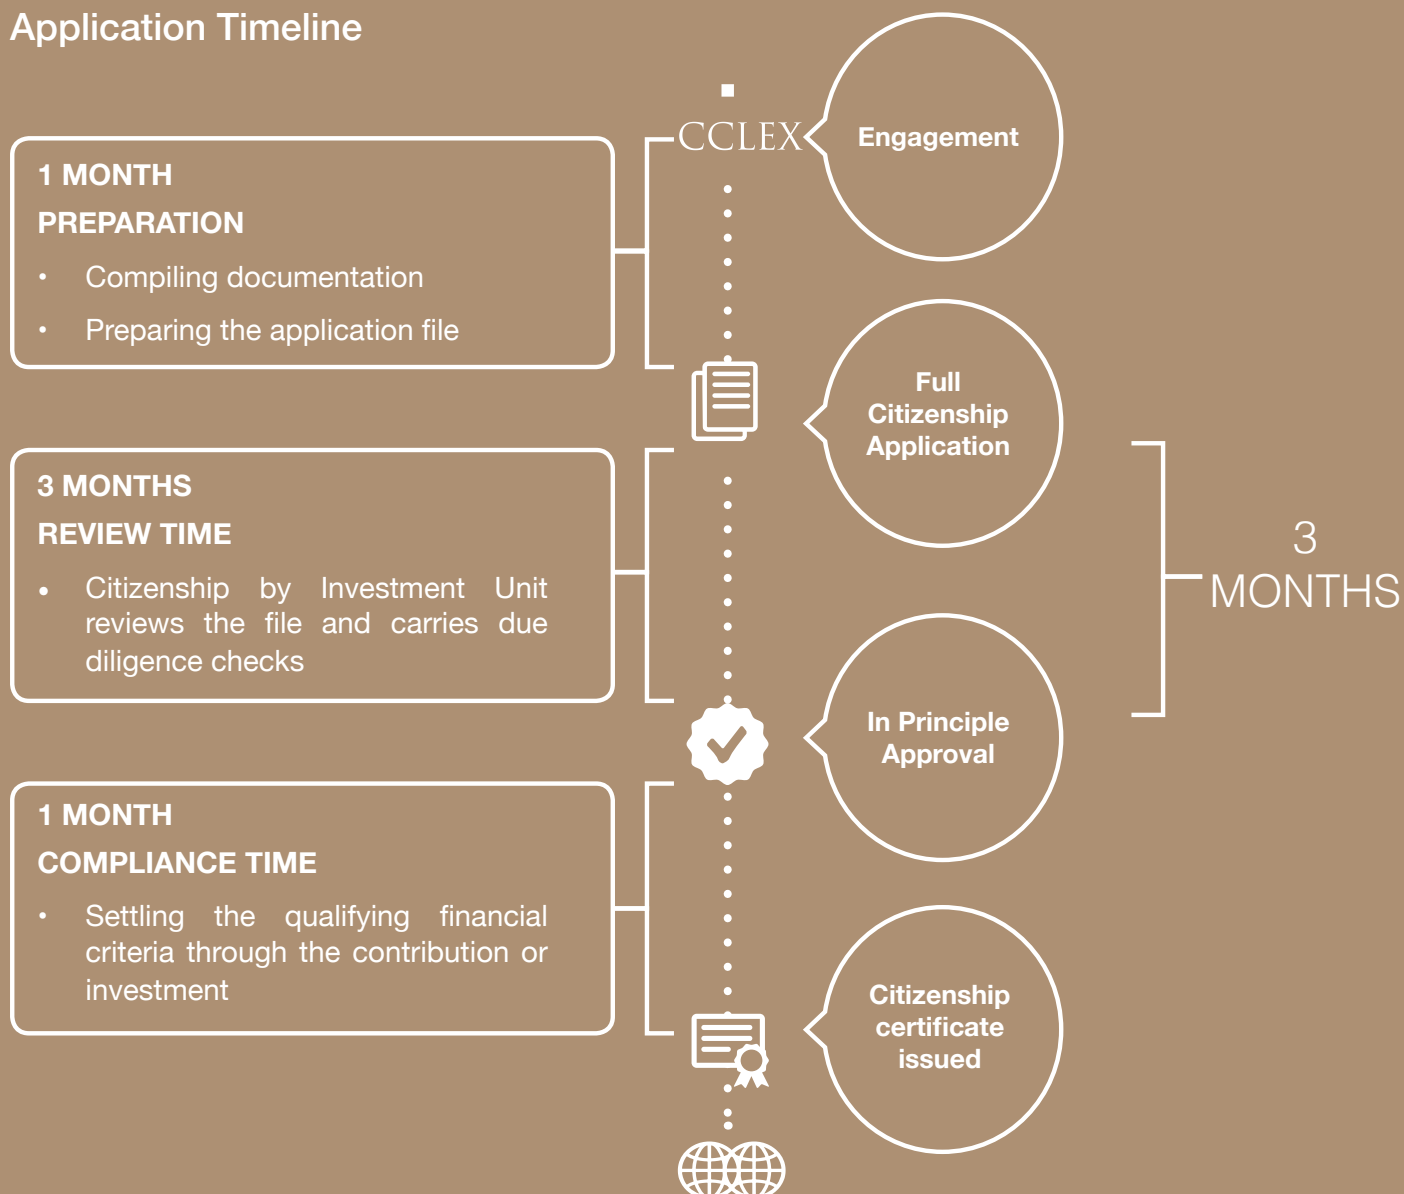 Application Timeline
CCLEX
Engagement
1 MONTH
PREPARATION
• Compiling documentation
• Preparing the application file
Full
Citizenship
Application
3 MONTHS
REVIEW TIME
• Citizenship by Investment Unit
reviews the file and carries due
diligence checks
3
MONTHS
In Principle
Approval
1 MONTH
COMPLIANCE TIME
• Settling the qualifying financial
criteria through the contribution or
investment
Citizenship
certificate
issued